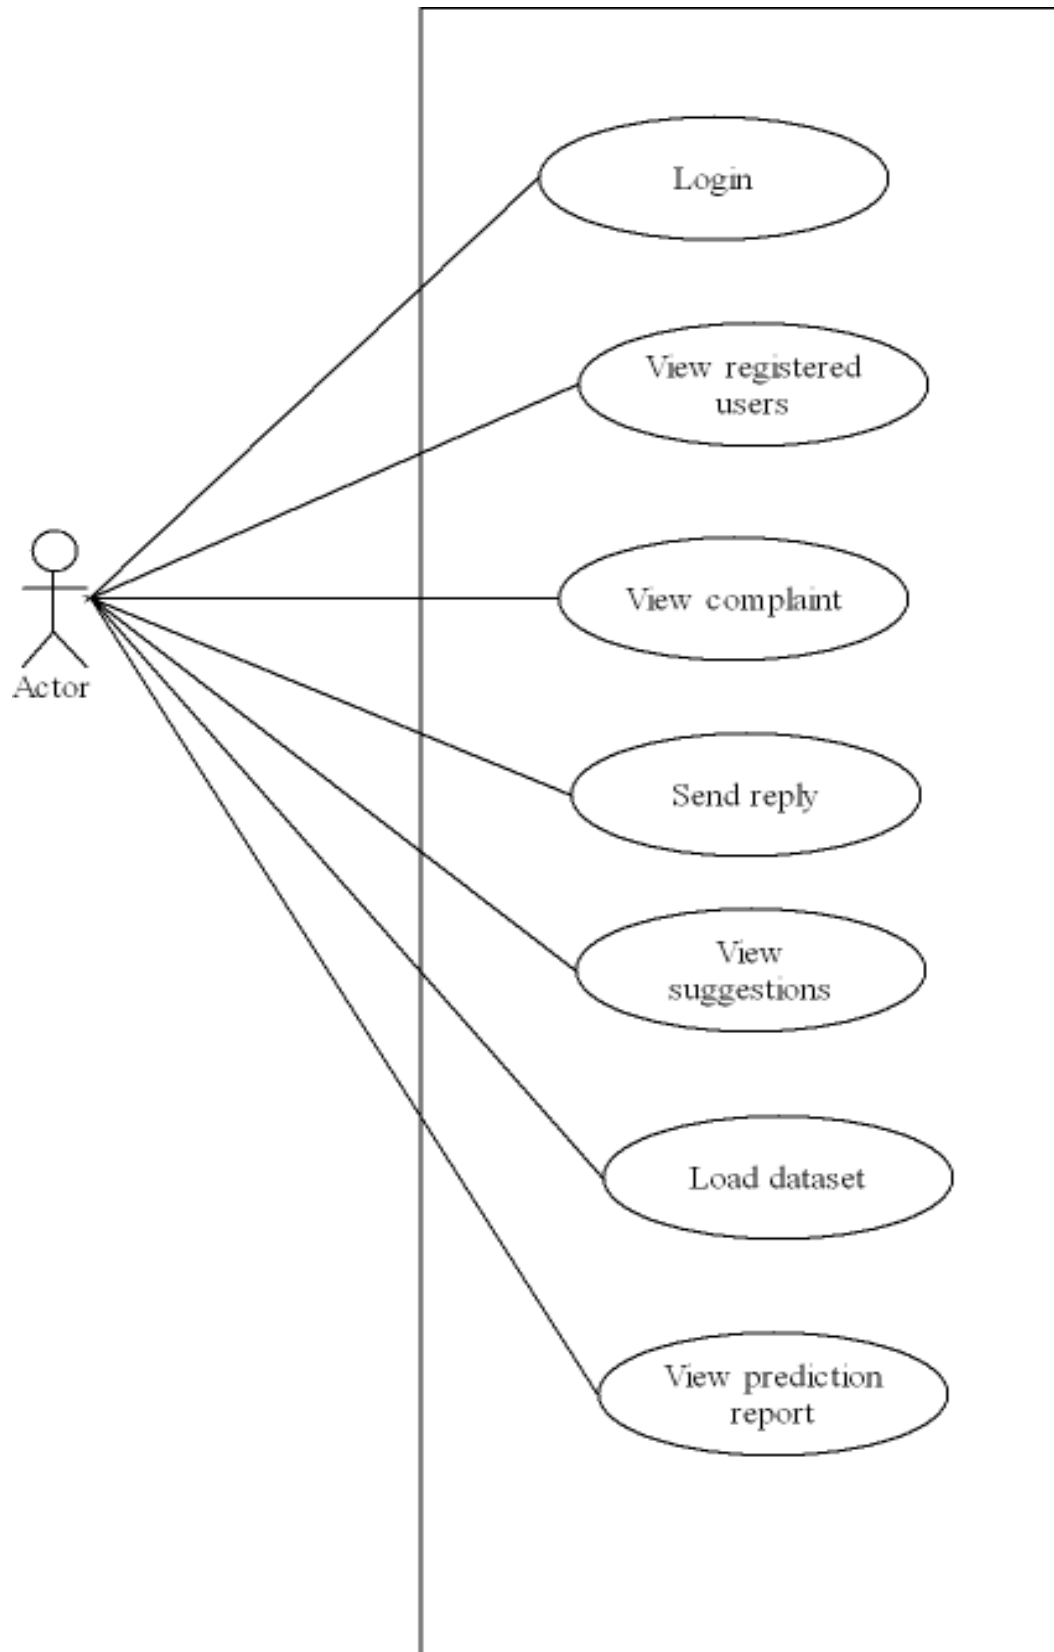 Login
View registered
users
Actor
View complaint
Send reply
View
suggestions
Load dataset
View prediction
report